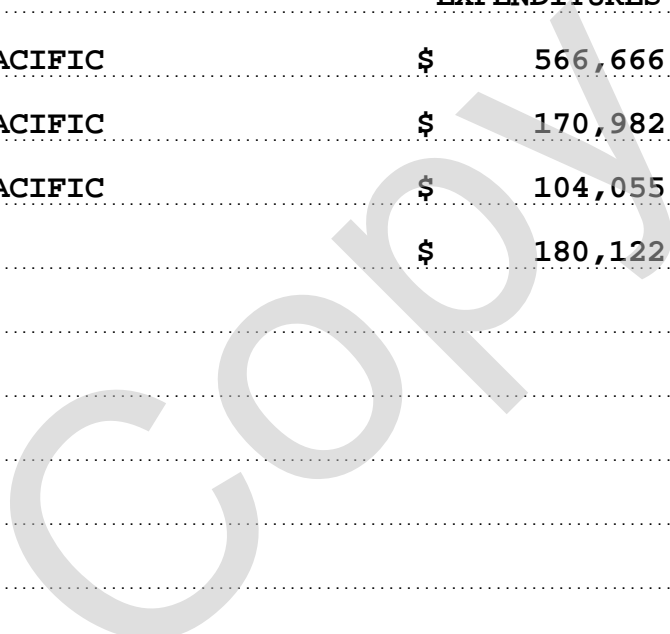 EXPENDITURES
ACIFIC $ 566,666
ACIFIC $ 170,982
ACIFIC $ 104,055
$ 180,122
Copy